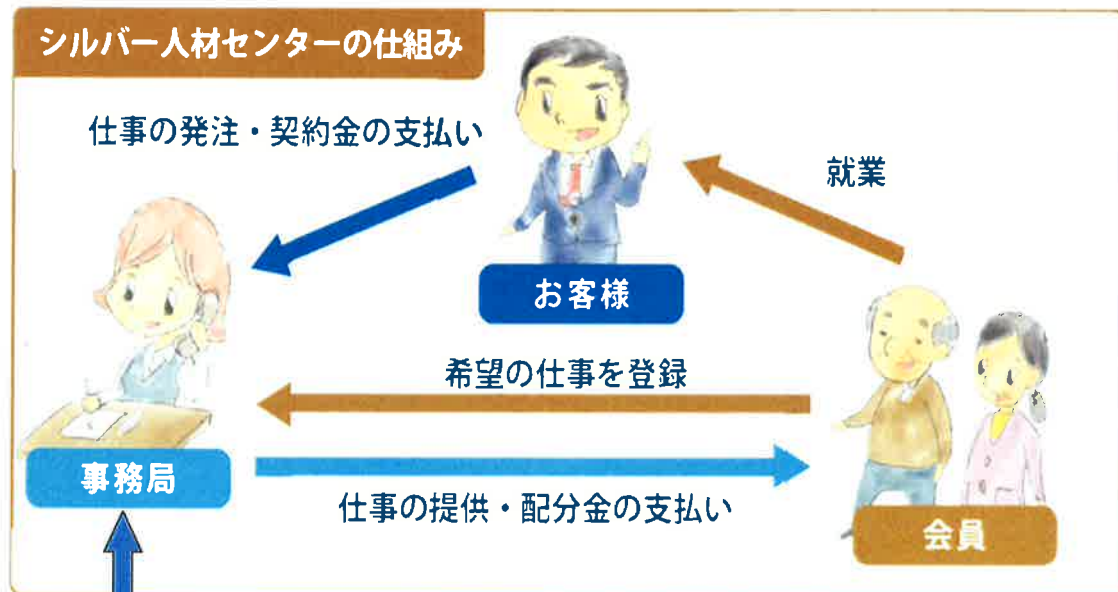 シルバー人材センターの仕組み
仕事の発注・契約金の支払い
就業
お客様
希望の仕事を登録
事務局
仕事の提供・配分金の支払い
会員